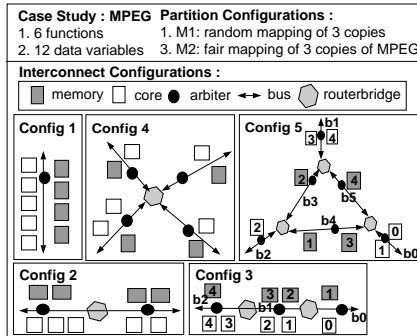 Case Study : MPEG
1. 6 functions
2. 12 data variables
Partition Configurations :
1. M1: random mapping of 3 copies
3. M2: fair mapping of 3 copies of MPEG
Interconnect Configurations :
memory core arbiter bus routerbridge
Config 1
Config 4
Config 5
b1
3 4
2 4
b3 b5
2 b4 0
b2 1 3 1 b0
Config 2
Config 3
4 3 2 1
b2 b1 b0
4 3 2 1 0